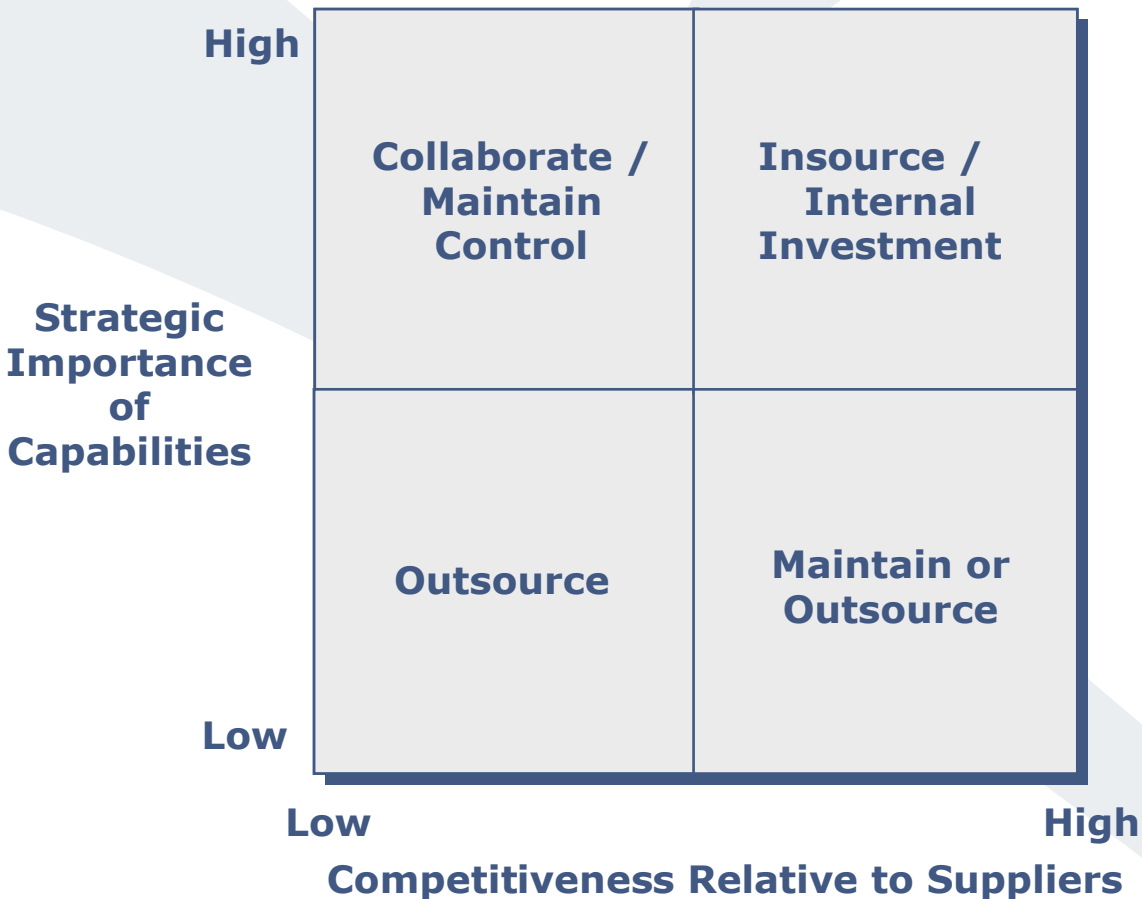 High
Collaborate /
Maintain
Control
Insource /
Internal
Investment
Strategic
Importance
of
Capabilities
Outsource
Maintain or
Outsource
Low
Low
High
Competitiveness Relative to Suppliers